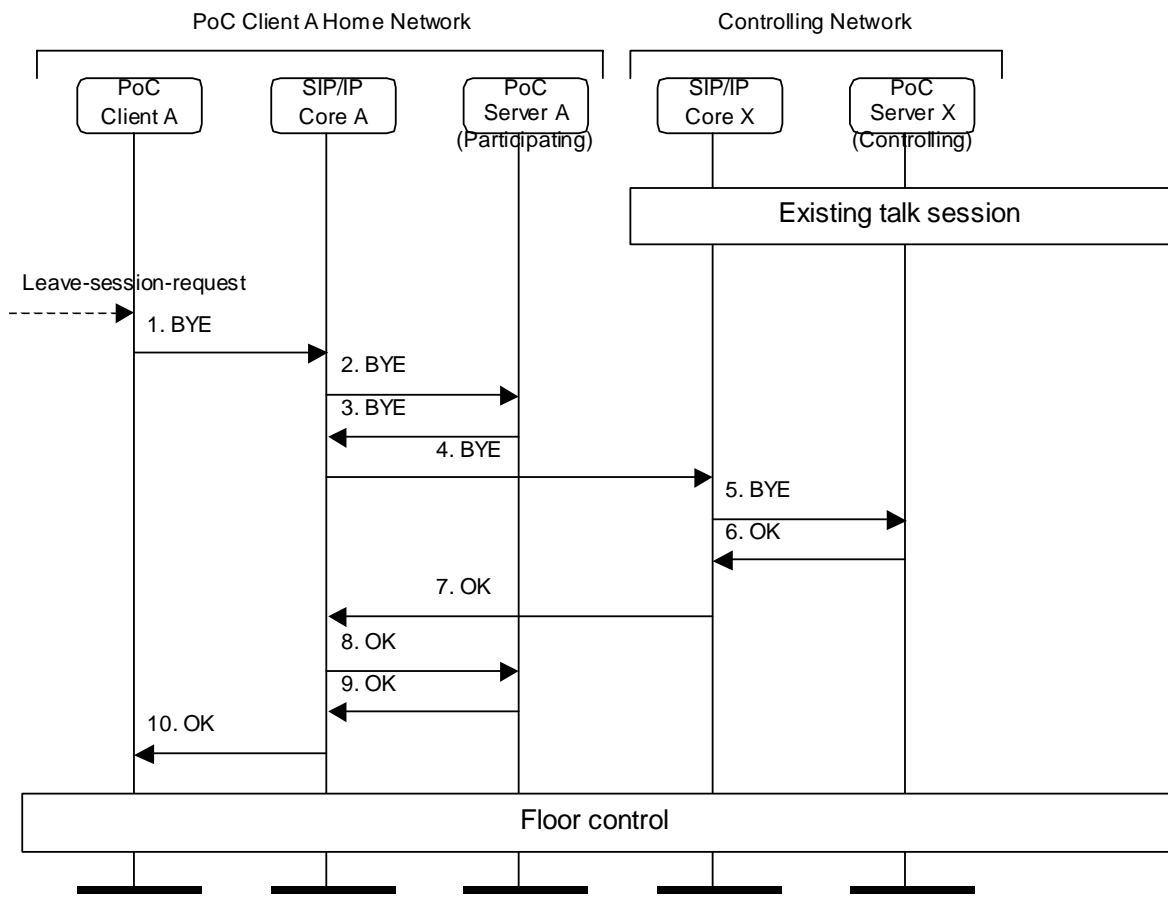 PoC Client A Home Network
Controlling Network
PoC
Client A
SIP/IP
Core A
PoC
Server A
(Participating)
SIP/IP
Core X
PoC
Server X
(Controlling)
Existing talk session
Leave-session-request
1. BYE
2. BYE
3. BYE
4. BYE
5. BYE
6. OK
7. OK
8. OK
9. OK
10. OK
Floor control